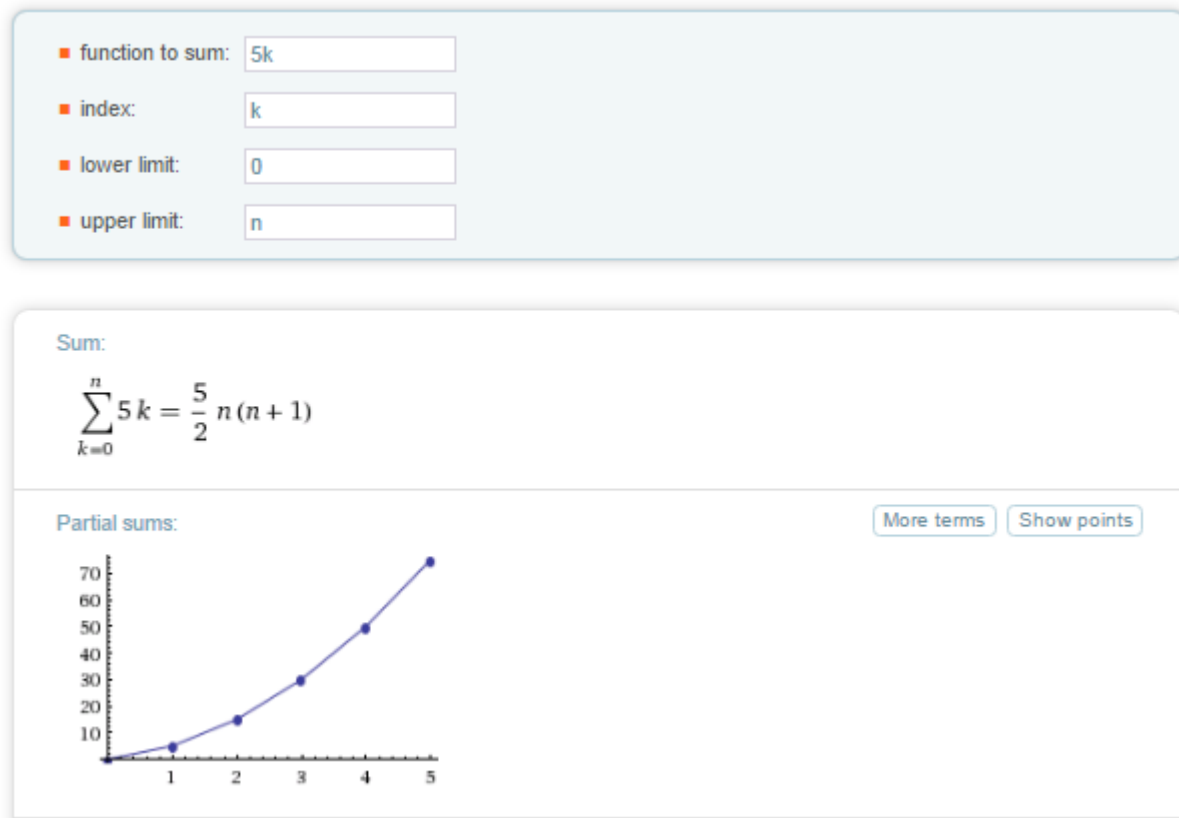 function to sum: 5k
index: k
lower limit: 0
upper limit: n
Sum:
n
∑ 5 k = 5/2 n (n + 1)
k=0
Partial sums: More terms Show points
70
60
50
40
30
20
10
1 2 3 4 5